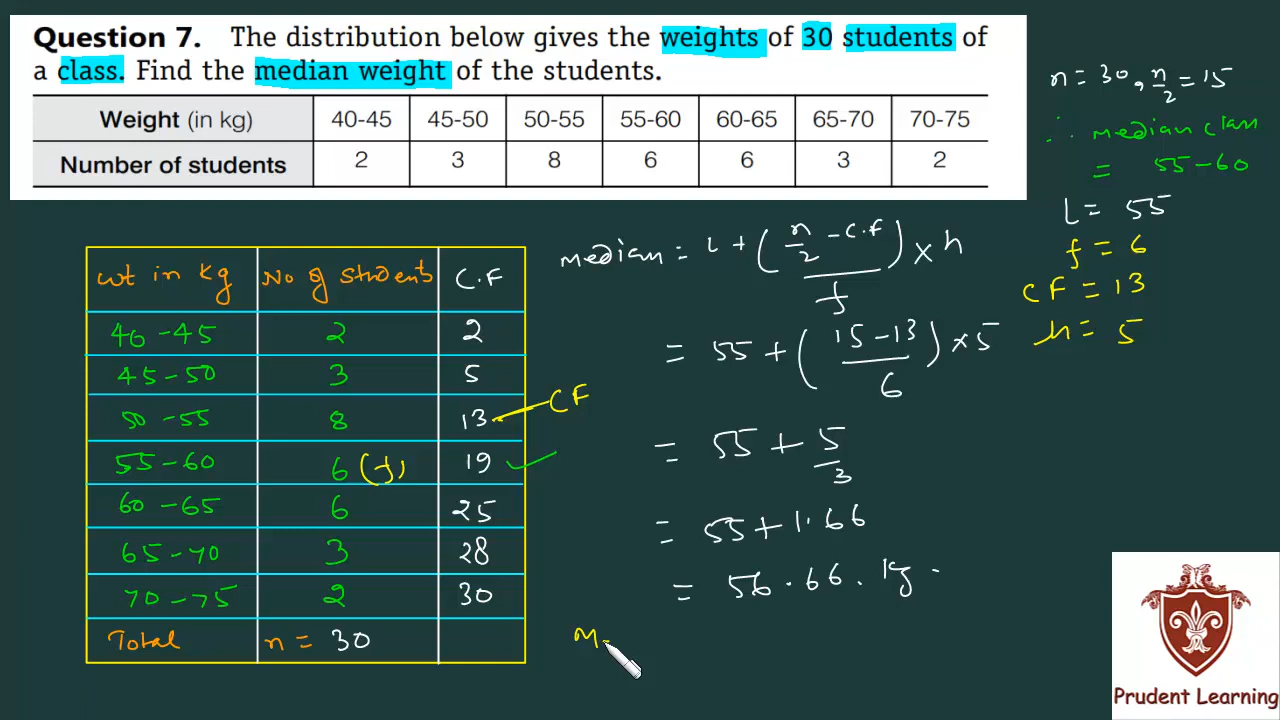 Question 7. The distribution below gives the weights of 30 students of
a class. Find the median weight of the students.
Weight (in kg) 40-45 45-50 50-55 55-60 60-65 65-70 70-75
Number of students 2 3 8 6 6 3 2
n = 30, n/2 = 15
∴ median class
= 55-60
l = 55
f = 6
CF = 13
h = 5
wt in kg No of students C.F
40-45 2 2
45-50 3 5
50-55 8 13 CF
55-60 6 (f) 19 ✓
60-65 6 25
65-70 3 28
70-75 2 30
Total n = 30
median = l + (n/2 - C.F / f) × h
= 55 + (15-13 / 6) × 5
= 55 + 5/3
= 55 + 1.66
= 56.66. kg.
M
Prudent Learning